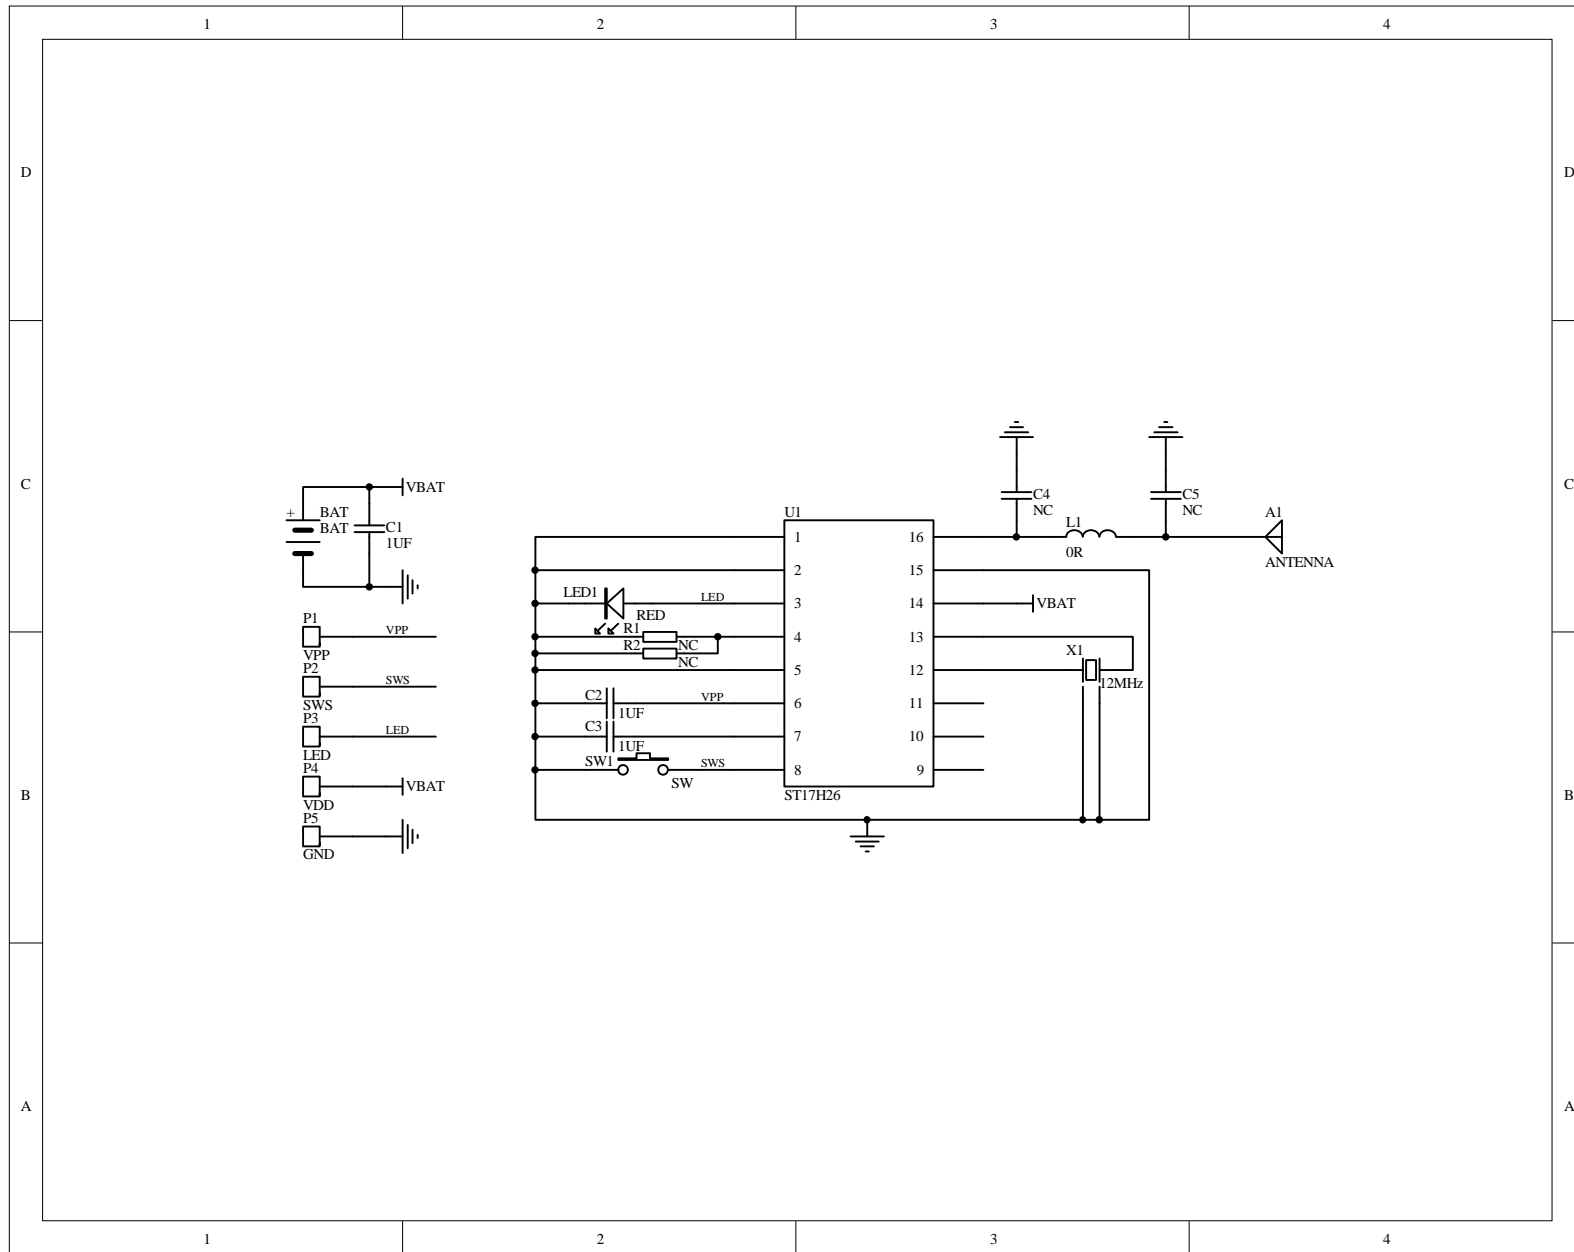 1 2 3 4
D D
C4 C5
NC NC
C C
VBAT
+ BAT
BAT C1
1UF
U1 A1
L1
0R
ANTENNA
1 16
2 15
LED1 LED 3 14 VBAT
RED
P1 VPP
VPP
R1 4 13
NC
R2
NC
X1
12MHz
P2 SWS
SWS
5 12
C2 VPP 6 11
1UF
P3 LED
LED
C3 7 10
1UF
SW1 SWS 8 9
SW
P4 VBAT
VDD
ST17H26
B B
P5
GND
A A
1 2 3 4